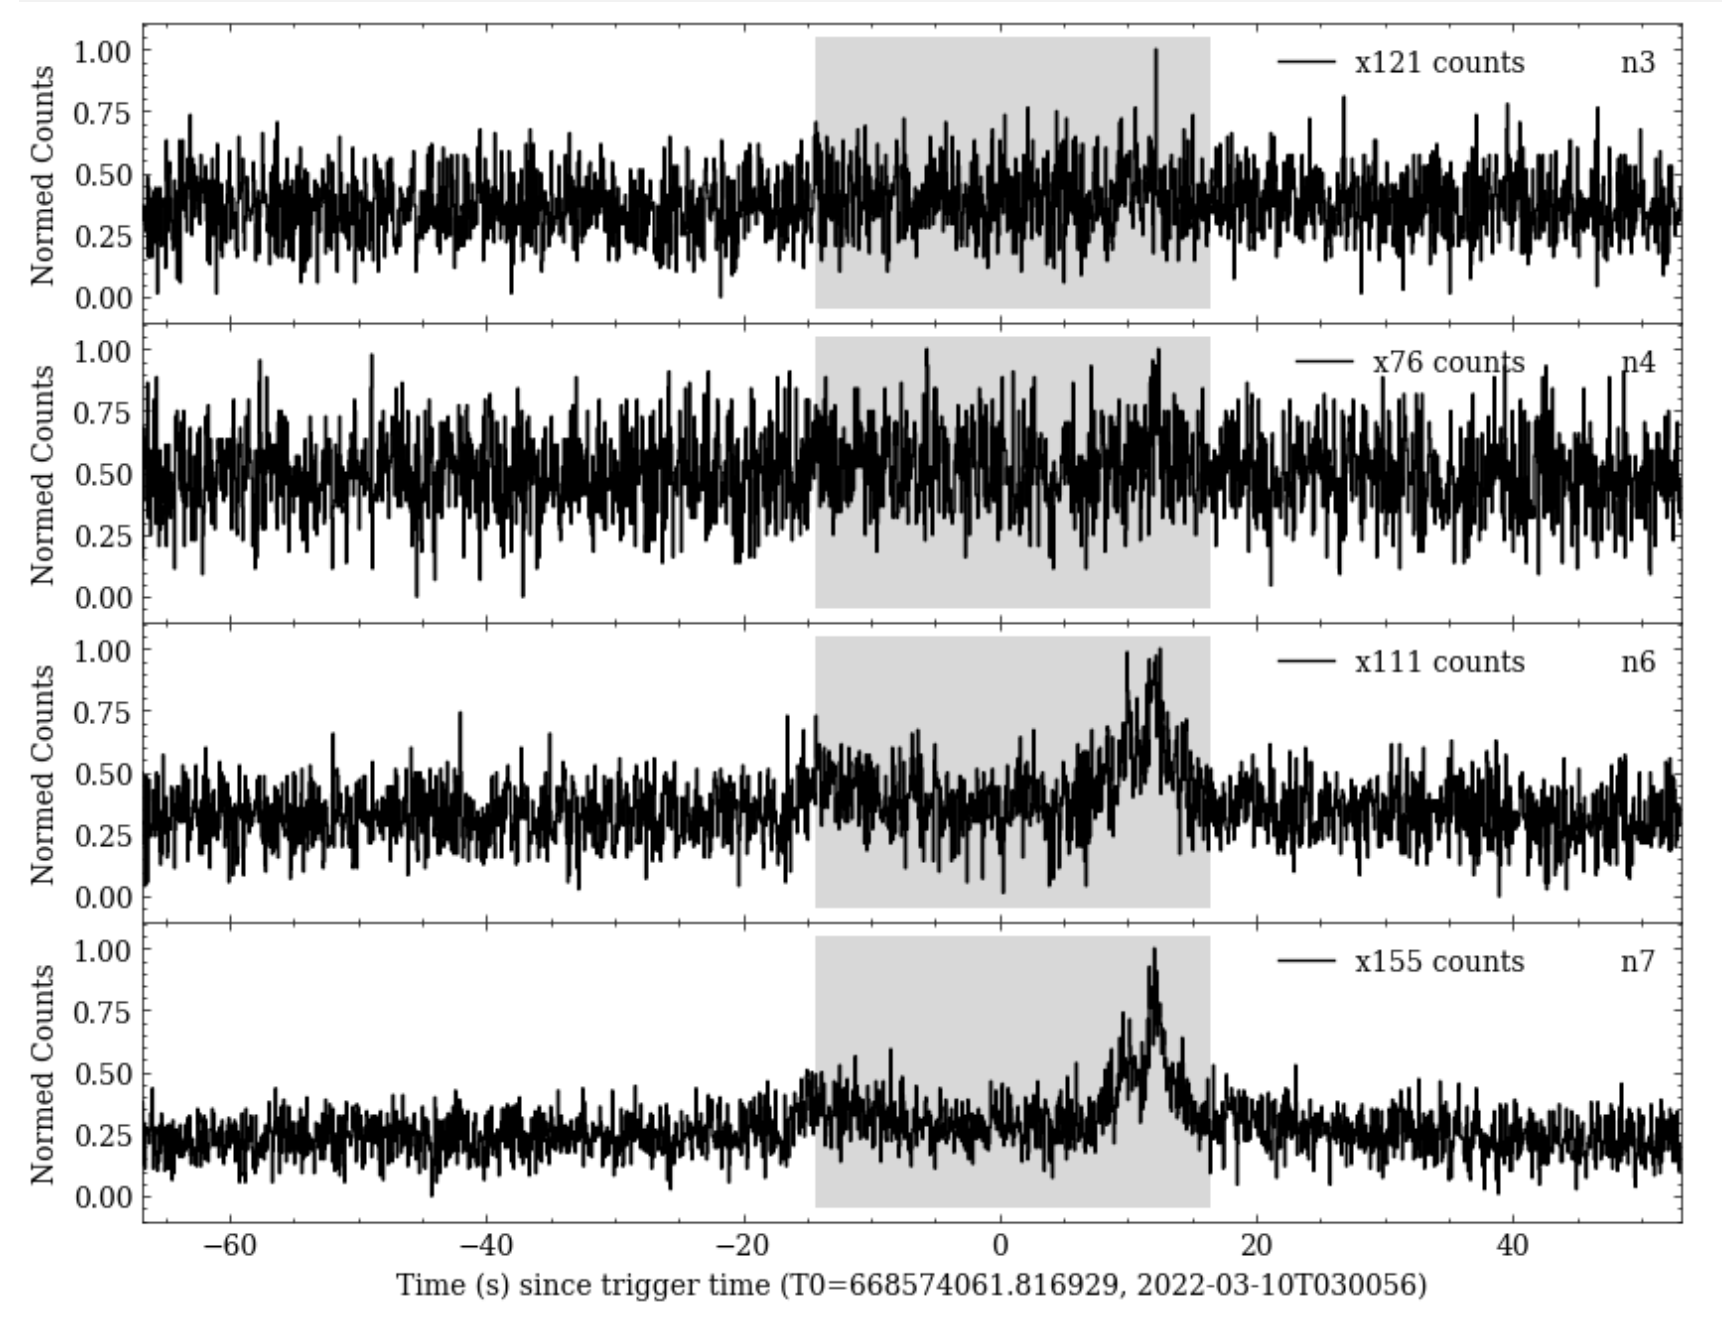 1.00
0.75
0.50
0.25
0.00
Normed Counts
x121 counts
n3
1.00
0.75
0.50
0.25
0.00
Normed Counts
x76 counts
n4
1.00
0.75
0.50
0.25
0.00
Normed Counts
x111 counts
n6
1.00
0.75
0.50
0.25
0.00
Normed Counts
x155 counts
n7
−60 −40 −20 0 20 40
Time (s) since trigger time (T0=668574061.816929, 2022-03-10T030056)